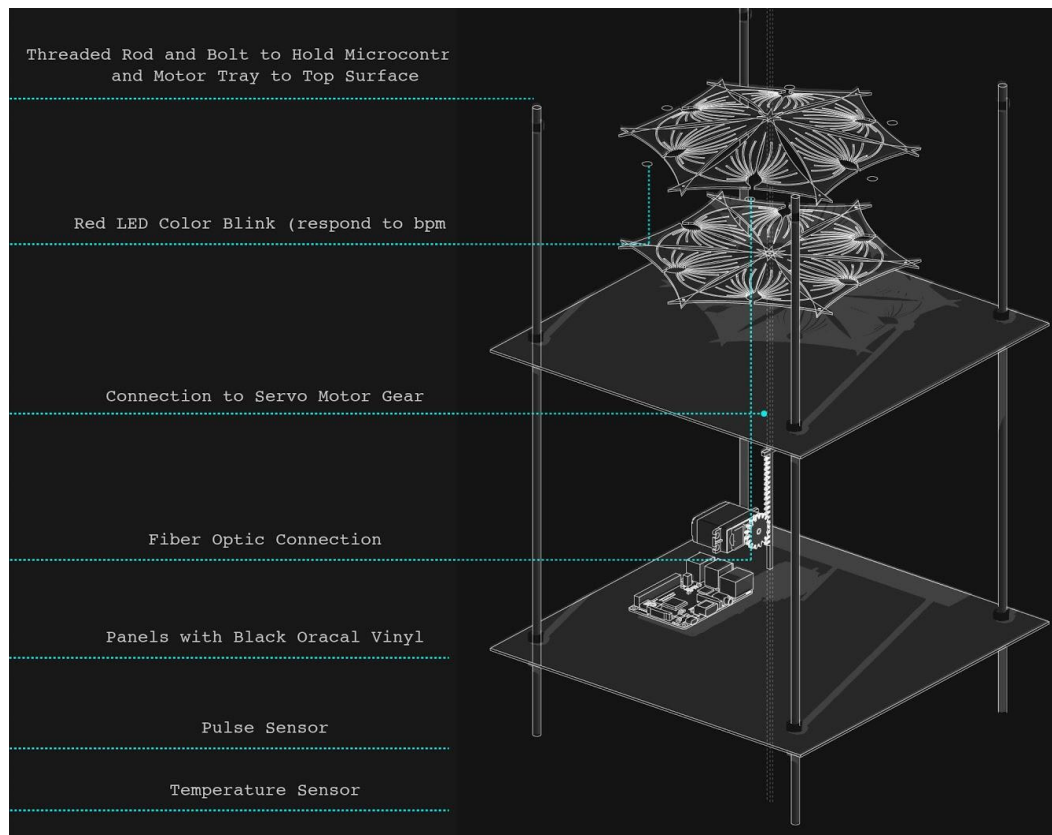 Threaded Rod and Bolt to Hold Microcontr
and Motor Tray to Top Surface
Red LED Color Blink (respond to bpm
Connection to Servo Motor Gear
Fiber Optic Connection
Panels with Black Oracal Vinyl
Pulse Sensor
Temperature Sensor